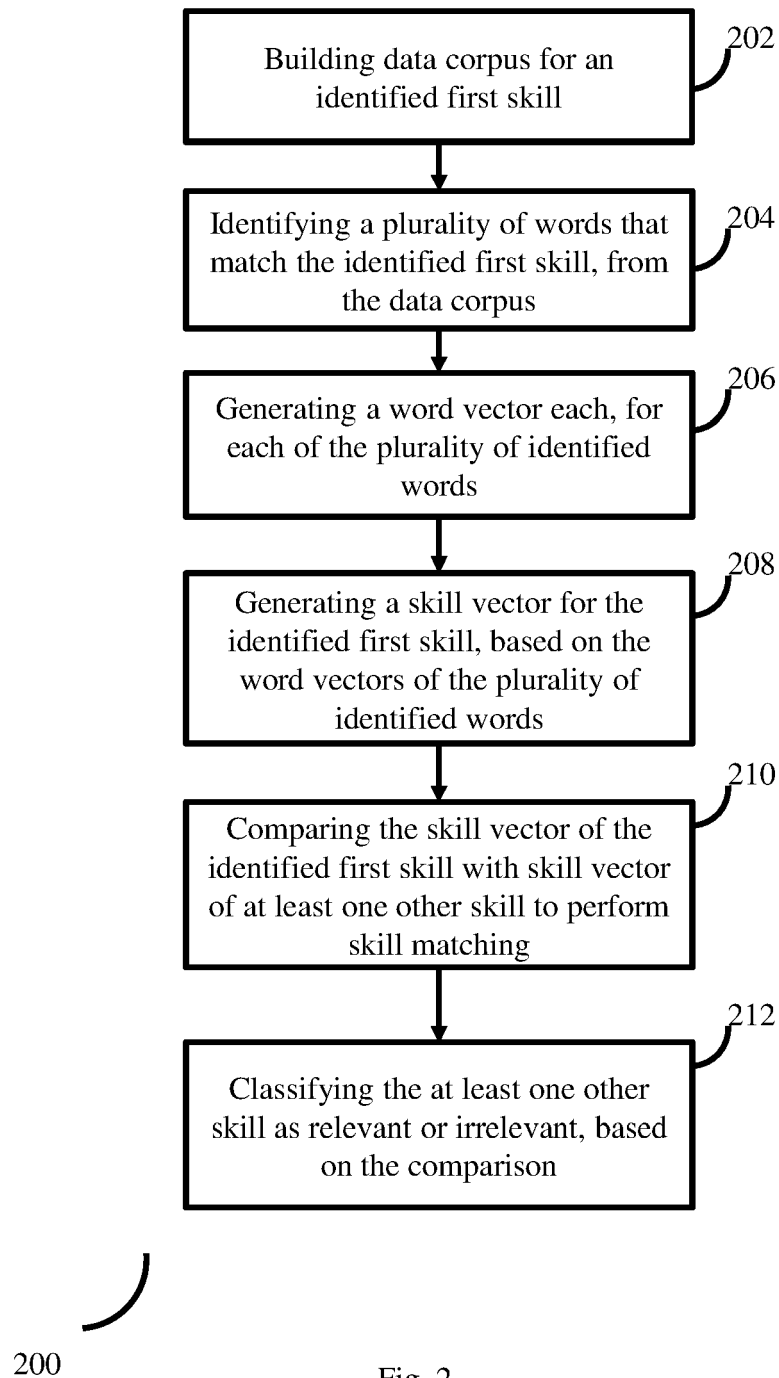 Building data corpus for an
identified first skill
202
Identifying a plurality of words that
match the identified first skill, from
the data corpus
204
Generating a word vector each, for
each of the plurality of identified
words
206
Generating a skill vector for the
identified first skill, based on the
word vectors of the plurality of
identified words
208
Comparing the skill vector of the
identified first skill with skill vector
of at least one other skill to perform
skill matching
210
Classifying the at least one other
skill as relevant or irrelevant, based
on the comparison
212
200
Fig. 2